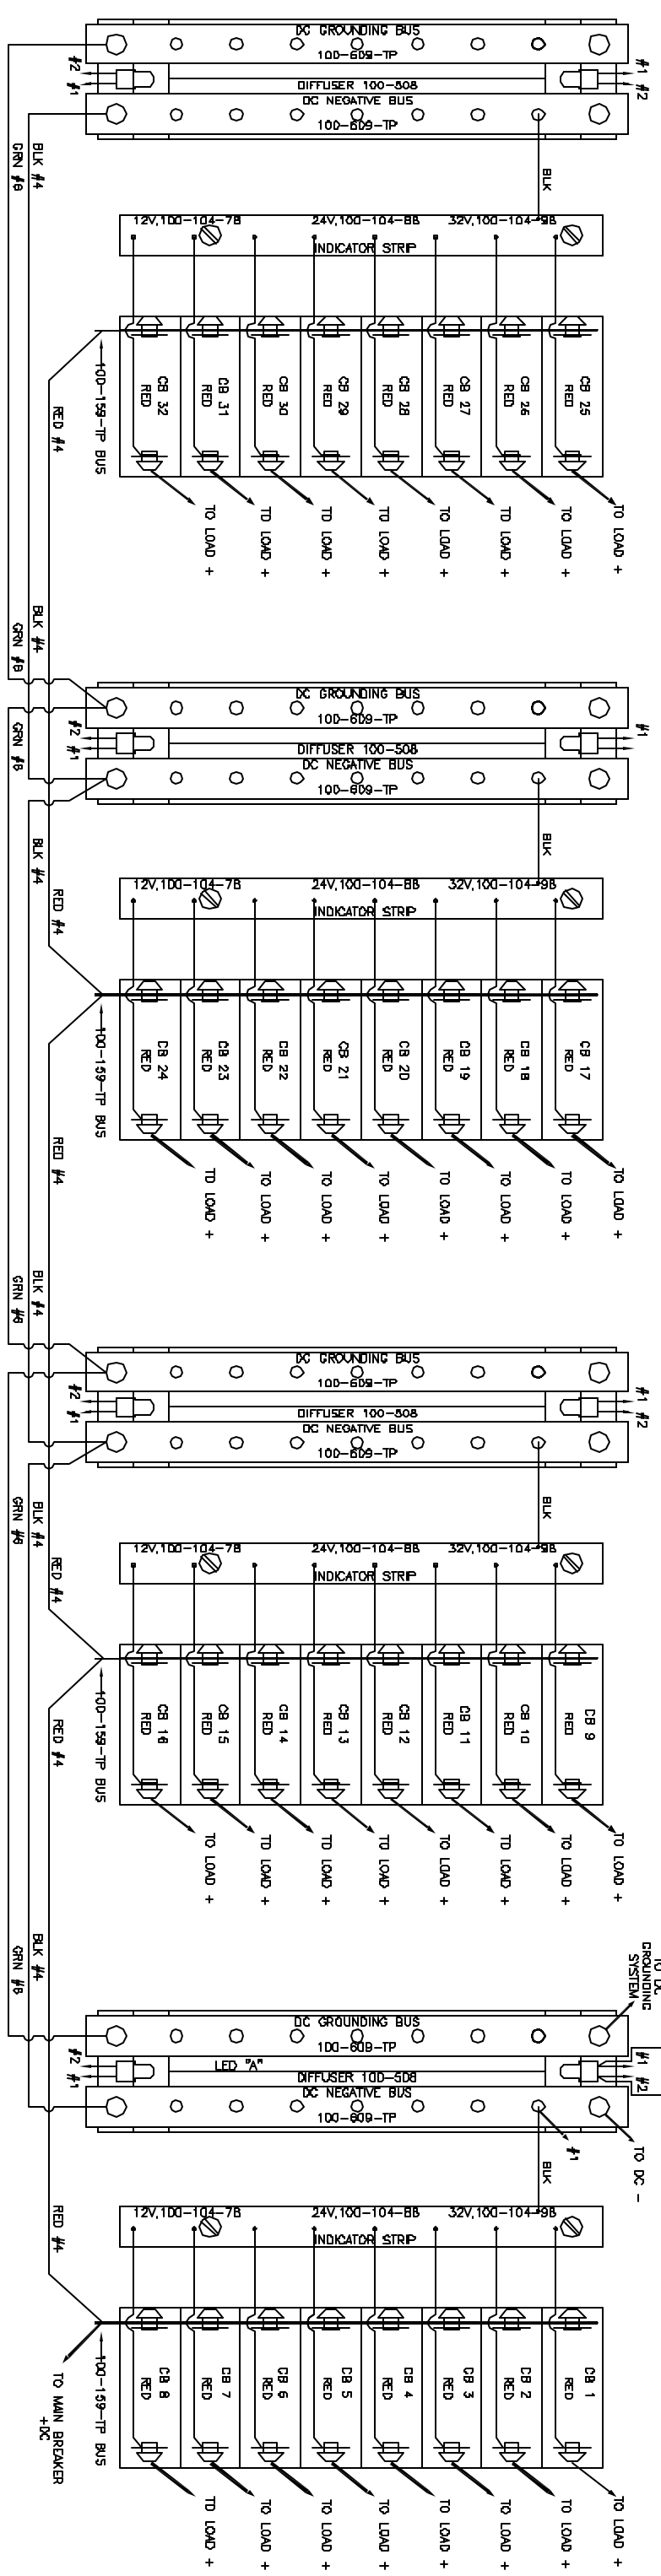 DC GROUNDING BUS
100-609-TP
#2
#1
#1
#2
DIFFUSER 100-508
DC NEGATIVE BUS
100-609-TP
BLK #4
GRN #6
BLK
12V,100-104-7B
24V,100-104-8B
32V,100-104-9B
INDICATOR STRIP
CB 32
RED
CB 31
RED
CB 30
RED
CB 29
RED
CB 28
RED
CB 27
RED
CB 26
RED
CB 25
RED
100-159-TP BUS
RED #4
TO LOAD +
TO LOAD +
TO LOAD +
TO LOAD +
TO LOAD +
TO LOAD +
TO LOAD +
TO LOAD +
BLK #4
GRN #6
DC GROUNDING BUS
100-609-TP
#2
#1
#1
DIFFUSER 100-508
DC NEGATIVE BUS
100-609-TP
GRN #6
BLK #4
RED #4
BLK
12V,100-104-7B
24V,100-104-8B
32V,100-104-9B
INDICATOR STRIP
CB 24
RED
CB 23
RED
CB 22
RED
CB 21
RED
CB 20
RED
CB 19
RED
CB 18
RED
CB 17
RED
100-159-TP BUS
RED #4
TO LOAD +
TO LOAD +
TO LOAD +
TO LOAD +
TO LOAD +
TO LOAD +
TO LOAD +
TO LOAD +
BLK #4
GRN #6
DC GROUNDING BUS
100-609-TP
#2
#1
#1
#2
DIFFUSER 100-508
DC NEGATIVE BUS
100-609-TP
BLK #4
GRN #6
RED #4
BLK
12V,100-104-7B
24V,100-104-8B
32V,100-104-9B
INDICATOR STRIP
CB 16
RED
CB 15
RED
CB 14
RED
CB 13
RED
CB 12
RED
CB 11
RED
CB 10
RED
CB 9
RED
100-159-TP BUS
RED #4
TO LOAD +
TO LOAD +
TO LOAD +
TO LOAD +
TO LOAD +
TO LOAD +
TO LOAD +
TO LOAD +
BLK #4
GRN #6
TO DC
GROUNDING
SYSTEM
DC GROUNDING BUS
100-609-TP
#2
#1
#1
#2
LED "A"
DIFFUSER 100-508
DC NEGATIVE BUS
100-609-TP
#1
TO DC -
RED #4
BLK
12V,100-104-7B
24V,100-104-8B
32V,100-104-9B
INDICATOR STRIP
CB 8
RED
CB 7
RED
CB 6
RED
CB 5
RED
CB 4
RED
CB 3
RED
CB 2
RED
CB 1
RED
100-159-TP BUS
TO MAIN BREAKER
+DC
TO LOAD +
TO LOAD +
TO LOAD +
TO LOAD +
TO LOAD +
TO LOAD +
TO LOAD +
TO LOAD +